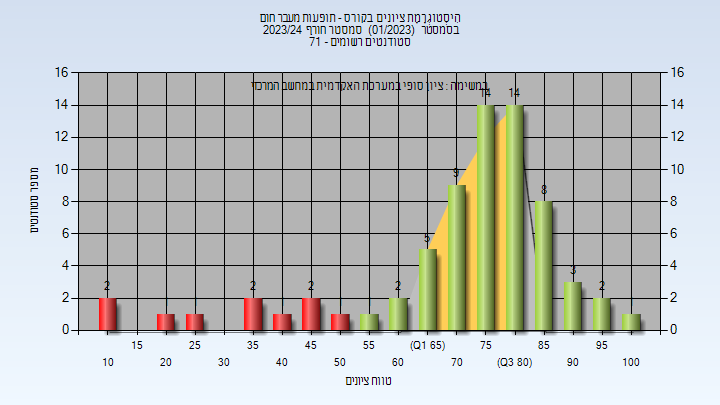 היסטוגרמת ציונים בקורס - תופעות מעבר חום
בסמסטר (01/2023) סמסטר חורף 2023/24
סטודנטים רשומים - 71
במשימה : ציון סופי במערכת האקדמית במחשב המרכזי
מספר סטודנטים
16 14 12 10 8 6 4 2 0
16 14 12 10 8 6 4 2 0
2 2 2 2 5 9 14 14 8 3 2
15 25 35 45 55 (Q1 65) 75 85 95
10 20 30 40 50 60 70 (Q3 80) 90 100
טווח ציונים